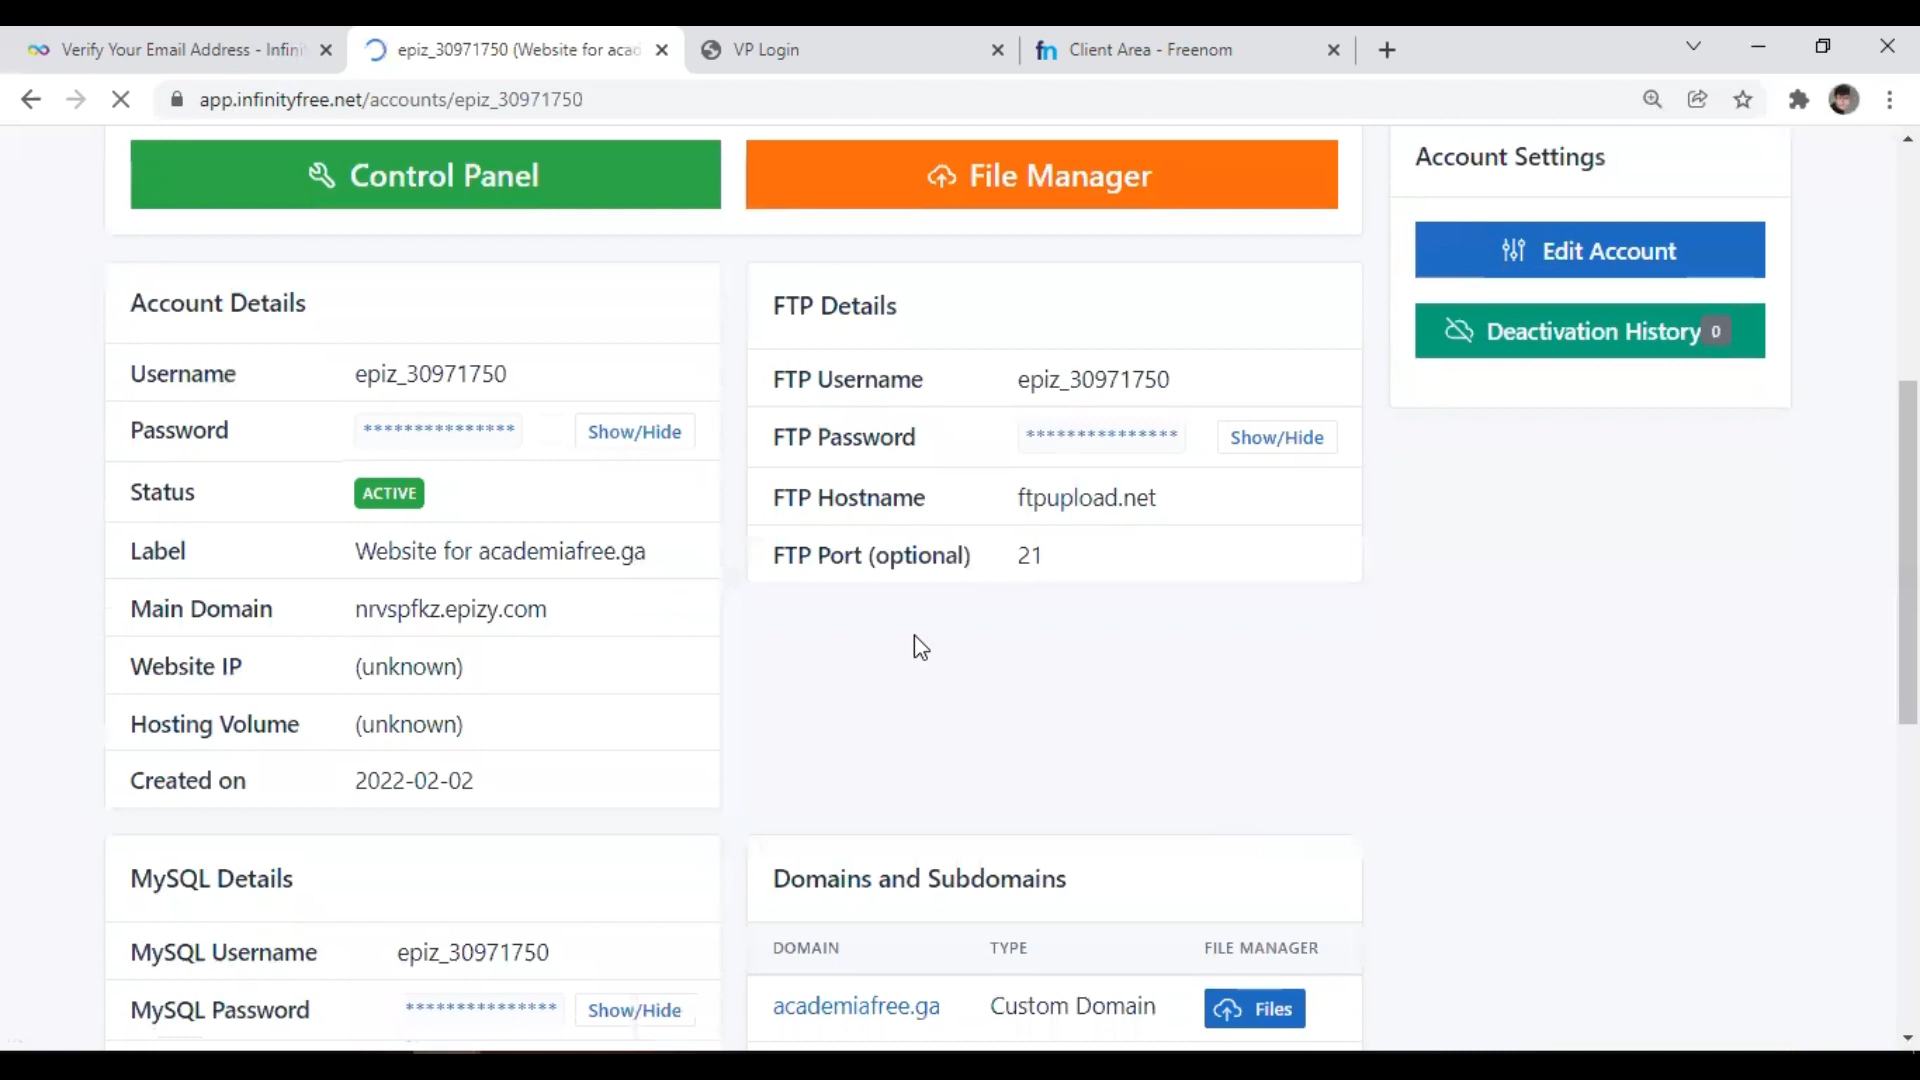 Verify Your Email Address - Infini
epiz_30971750 (Website for acad
VP Login
fn Client Area - Freenom
app.infinityfree.net/accounts/epiz_30971750
Control Panel
File Manager
Account Settings
Edit Account
Deactivation History 0
Account Details
Username epiz_30971750
Password *************** Show/Hide
Status ACTIVE
Label Website for academiafree.ga
Main Domain nrvspfkz.epizy.com
Website IP (unknown)
Hosting Volume (unknown)
Created on 2022-02-02
FTP Details
FTP Username epiz_30971750
FTP Password *************** Show/Hide
FTP Hostname ftpupload.net
FTP Port (optional) 21
MySQL Details
MySQL Username epiz_30971750
MySQL Password *************** Show/Hide
Domains and Subdomains
DOMAIN TYPE FILE MANAGER
academiafree.ga Custom Domain Files